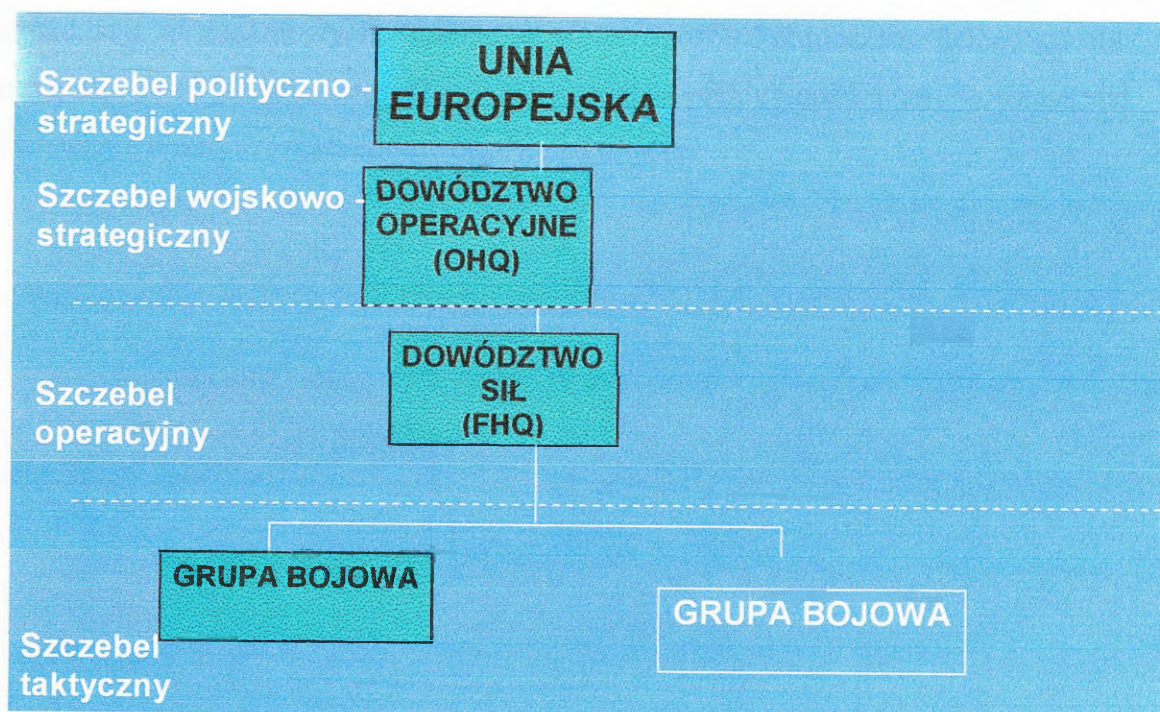 Szczebel polityczno -
strategiczny
UNIA
EUROPEJSKA
Szczebel wojskowo -
strategiczny
DOWÓDZTWO
OPERACYJNE
(OHQ)
Szczebel
operacyjny
DOWÓDZTWO
SIŁ
(FHQ)
Szczebel
taktyczny
GRUPA BOJOWA
GRUPA BOJOWA